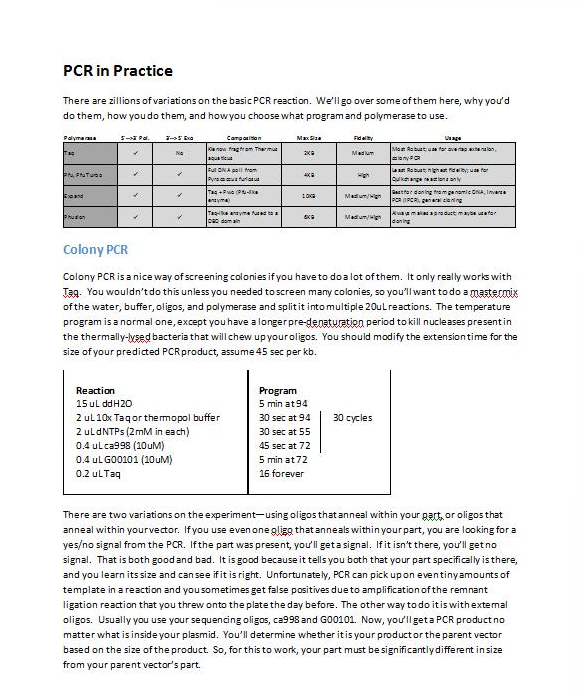 PCR in Practice
There are zillions of variations on the basic PCR reaction. We'll go over some of them here, why you'd
do them, how you do them, and how you choose what program and polymerase to use.
Polymerase 5'-->3' Pol. 3'-->5' Exo Composition Max Size Fidelity Usage
Taq ✓ No Klenow frag from Thermus aquaticus 2KB Medium Most Robust; use for overlap extension, colony PCR
Pfu, PfuTurbo ✓ ✓ Full DNA pol I from Pyrococcus furiosus 4KB High Least Robust; highest fidelity; use for Quikchange reactions only
Expand ✓ ✓ Taq + Pwo (Pfu-like enzyme) 10KB Medium/High Best for cloning from genomic DNA, Inverse PCR (IPCR), general cloning
Phusion ✓ ✓ Taq-like enzyme fused to a DBD domain 6KB Medium/High Always makes a product; maybe use for cloning
Colony PCR
Colony PCR is a nice way of screening colonies if you have to do a lot of them. It only really works with
Taq. You wouldn't do this unless you needed to screen many colonies, so you'll want to do a mastermix
of the water, buffer, oligos, and polymerase and split it into multiple 20uL reactions. The temperature
program is a normal one, except you have a longer pre-denaturation period to kill nucleases present in
the thermally-lysed bacteria that will chew up your oligos. You should modify the extension time for the
size of your predicted PCR product, assume 45 sec per kb.
Reaction
15 uL ddH2O
2 uL 10x Taq or thermopol buffer
2 uL dNTPs (2mM in each)
0.4 uL ca998 (10uM)
0.4 uL G00101 (10uM)
0.2 uL Taq
Program
5 min at 94
30 sec at 94 30 cycles
30 sec at 55
45 sec at 72
5 min at 72
16 forever
There are two variations on the experiment—using oligos that anneal within your part, or oligos that
anneal within your vector. If you use even one oligo that anneals within your part, you are looking for a
yes/no signal from the PCR. If the part was present, you'll get a signal. If it isn't there, you'll get no
signal. That is both good and bad. It is good because it tells you both that your part specifically is there,
and you learn its size and can see if it is right. Unfortunately, PCR can pick up on even tiny amounts of
template in a reaction and you sometimes get false positives due to amplification of the remnant
ligation reaction that you threw onto the plate the day before. The other way to do it is with external
oligos. Usually you use your sequencing oligos, ca998 and G00101. Now, you'll get a PCR product no
matter what is inside your plasmid. You'll determine whether it is your product or the parent vector
based on the size of the product. So, for this to work, your part must be significantly different in size
from your parent vector's part.